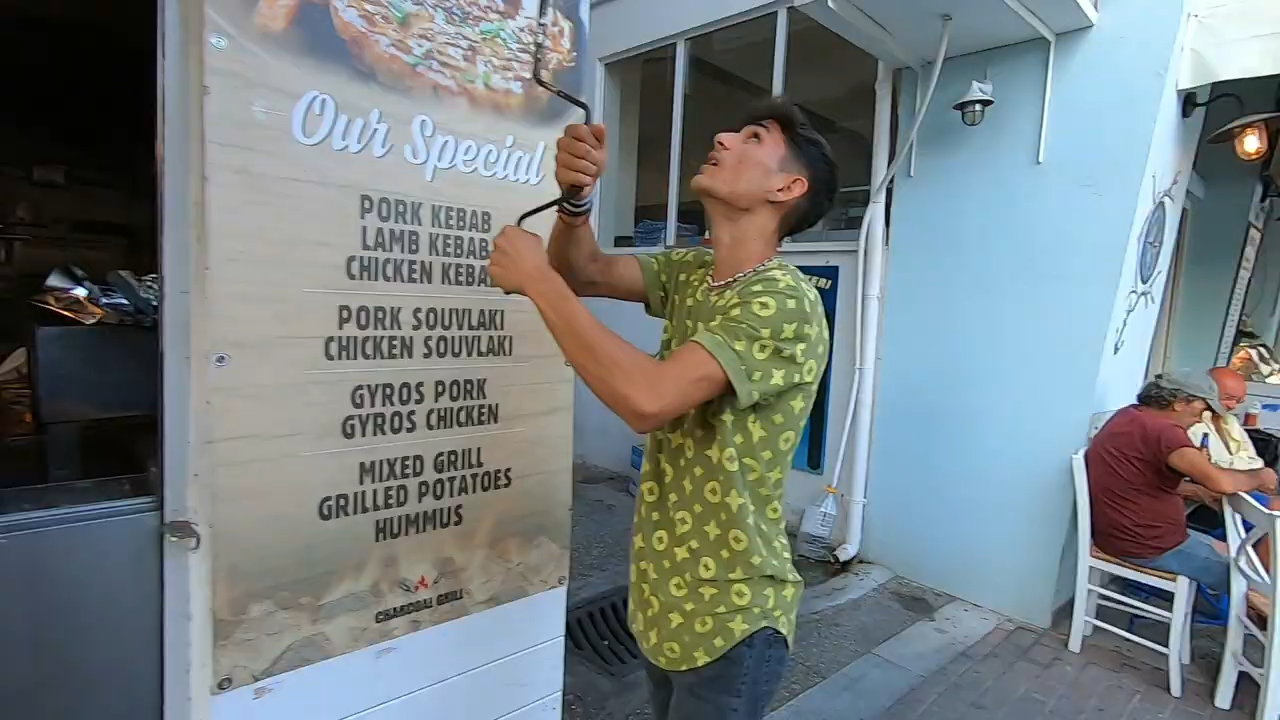 Our Special
PORK KEBAB
LAMB KEBAB
CHICKEN KEBA
PORK SOUVLAKI
CHICKEN SOUVLAKI
GYROS PORK
GYROS CHICKEN
MIXED GRILL
GRILLED POTATOES
HUMMUS
CHARCOAL GRILL